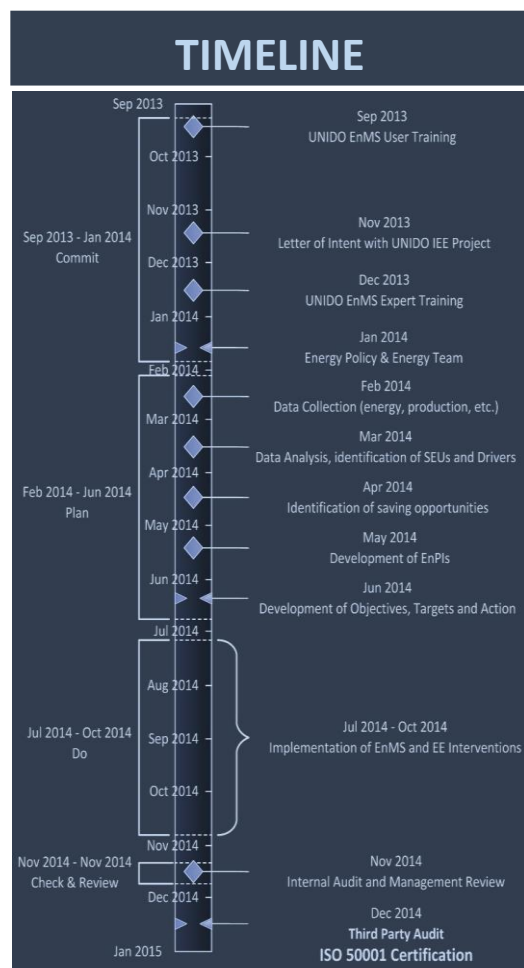 TIMELINE
Sep 2013
Sep 2013
UNIDO EnMS User Training
Oct 2013
Nov 2013
Nov 2013
Letter of Intent with UNIDO IEE Project
Sep 2013 - Jan 2014
Commit
Dec 2013
Dec 2013
UNIDO EnMS Expert Training
Jan 2014
Jan 2014
Energy Policy & Energy Team
Feb 2014
Feb 2014
Data Collection (energy, production, etc.)
Mar 2014
Mar 2014
Data Analysis, identification of SEUs and Drivers
Apr 2014
Apr 2014
Identification of saving opportunities
Feb 2014 - Jun 2014
Plan
May 2014
May 2014
Development of EnPIs
Jun 2014
Jun 2014
Development of Objectives, Targets and Action
Jul 2014
Aug 2014
Jul 2014 - Oct 2014
Do
Sep 2014
Jul 2014 - Oct 2014
Implementation of EnMS and EE Interventions
Oct 2014
Nov 2014
Nov 2014 - Nov 2014
Check & Review
Nov 2014
Internal Audit and Management Review
Dec 2014
Dec 2014
Third Party Audit
ISO 50001 Certification
Jan 2015